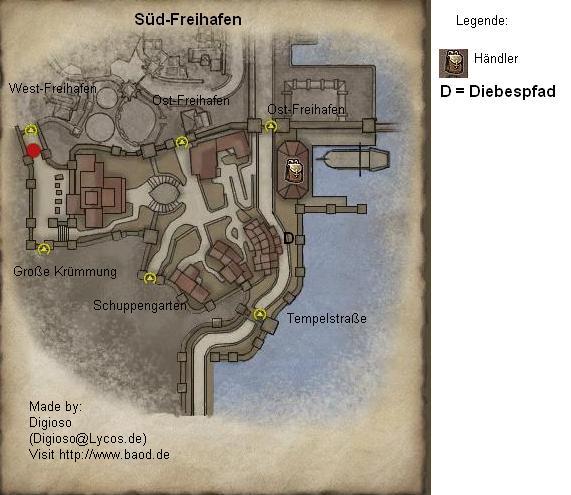 Süd-Freihafen
Legende:
Händler
D = Diebespfad
West-Freihafen
Ost-Freihafen
Ost-Freihafen
D
Große Krümmung
Schuppengarten
Tempelstraße
Made by:
Digioso
(Digioso@Lycos.de)
Visit http://www.baod.de